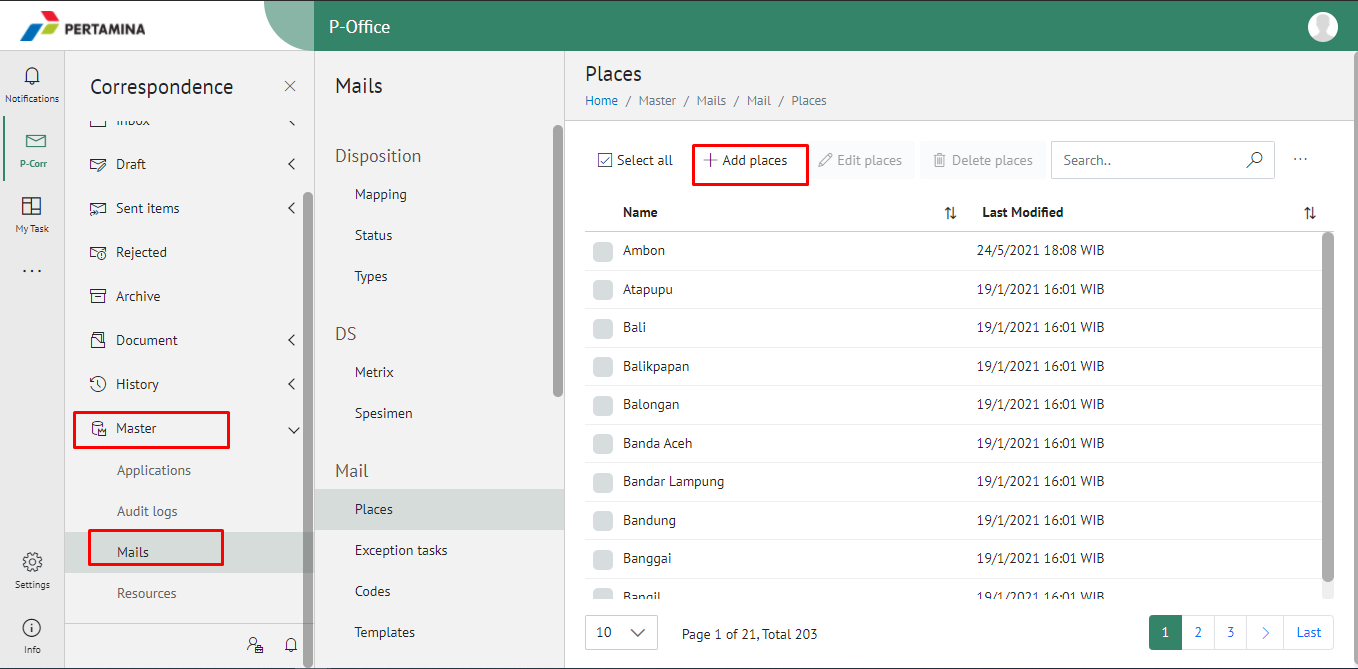 PERTAMINA
P-Office
Notifications
P-Corr
My Task
Settings
Info
Correspondence
Inbox
Draft
Sent items
Rejected
Archive
Document
History
Master
Applications
Audit logs
Mails
Resources
Mails
Disposition
Mapping
Status
Types
DS
Metrix
Spesimen
Mail
Places
Exception tasks
Codes
Templates
Places
Home / Master / Mails / Mail / Places
Select all Add places Edit places Delete places Search.. ...
Name Last Modified
Ambon 24/5/2021 18:08 WIB
Atapupu 19/1/2021 16:01 WIB
Bali 19/1/2021 16:01 WIB
Balikpapan 19/1/2021 16:01 WIB
Balongan 19/1/2021 16:01 WIB
Banda Aceh 19/1/2021 16:01 WIB
Bandar Lampung 19/1/2021 16:01 WIB
Bandung 19/1/2021 16:01 WIB
Banggai 19/1/2021 16:01 WIB
Bangil 19/1/2021 16:01 WIB
10 Page 1 of 21, Total 203 1 2 3 > Last